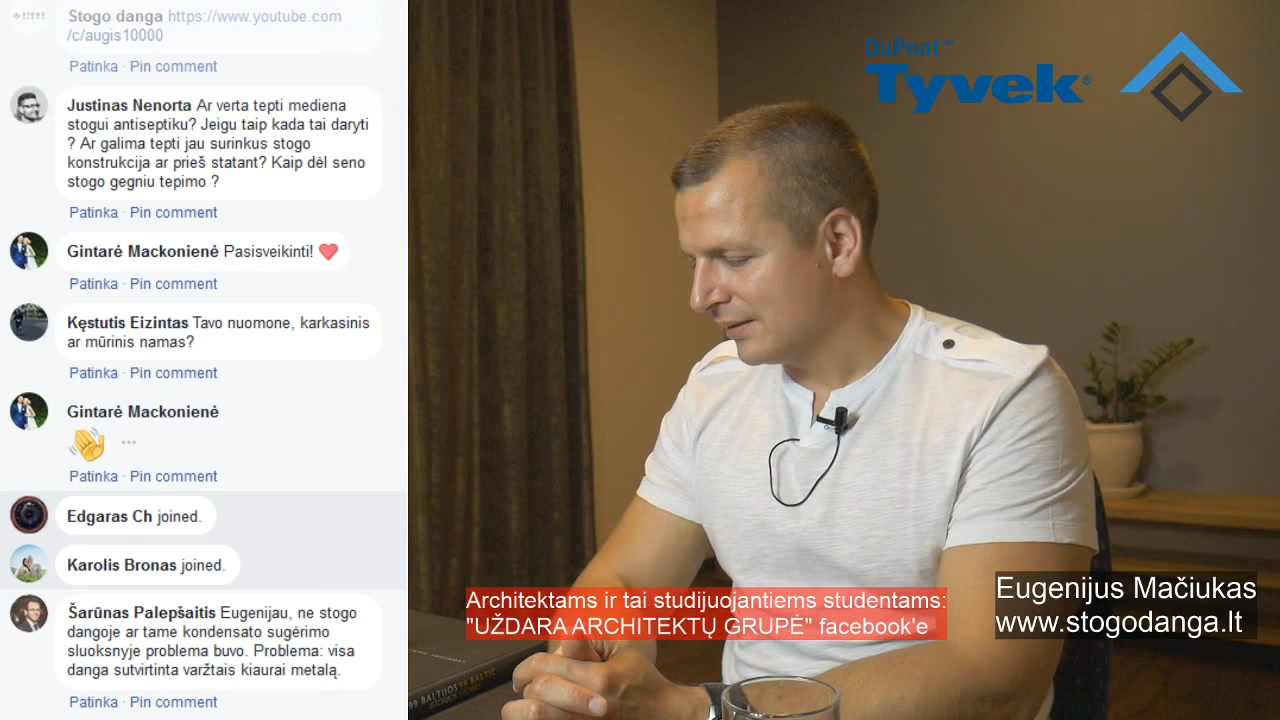 Stogo danga https://www.youtube.com
/c/augis10000
Patinka · Pin comment
Justinas Nenorta Ar verta tepti mediena
stogui antiseptiku? Jeigu taip kada tai daryti
? Ar galima tepti jau surinkus stogo
konstrukcija ar prieš statant? Kaip dėl seno
stogo gegniu tepimo ?
Patinka · Pin comment
Gintarė Mackonienė Pasisveikinti! ❤
Patinka · Pin comment
Kęstutis Eizintas Tavo nuomone, karkasinis
ar mūrinis namas?
Patinka · Pin comment
Gintarė Mackonienė
Patinka · Pin comment
Edgaras Ch joined.
Karolis Bronas joined.
Šarūnas Palepšaitis Eugenijau, ne stogo
dangoje ar tame kondensato sugėrimo
sluoksnyje problema buvo. Problema: visa
danga sutvirtinta varžtais kiaurai metalą.
Patinka · Pin comment
DuPont™
Tyvek®
Architektams ir tai studijuojantiems studentams:
"UŽDARA ARCHITEKTŲ GRUPĖ" facebook'e
Eugenijus Mačiukas
www.stogodanga.lt
99 BALTIJOS 99 BALTIC